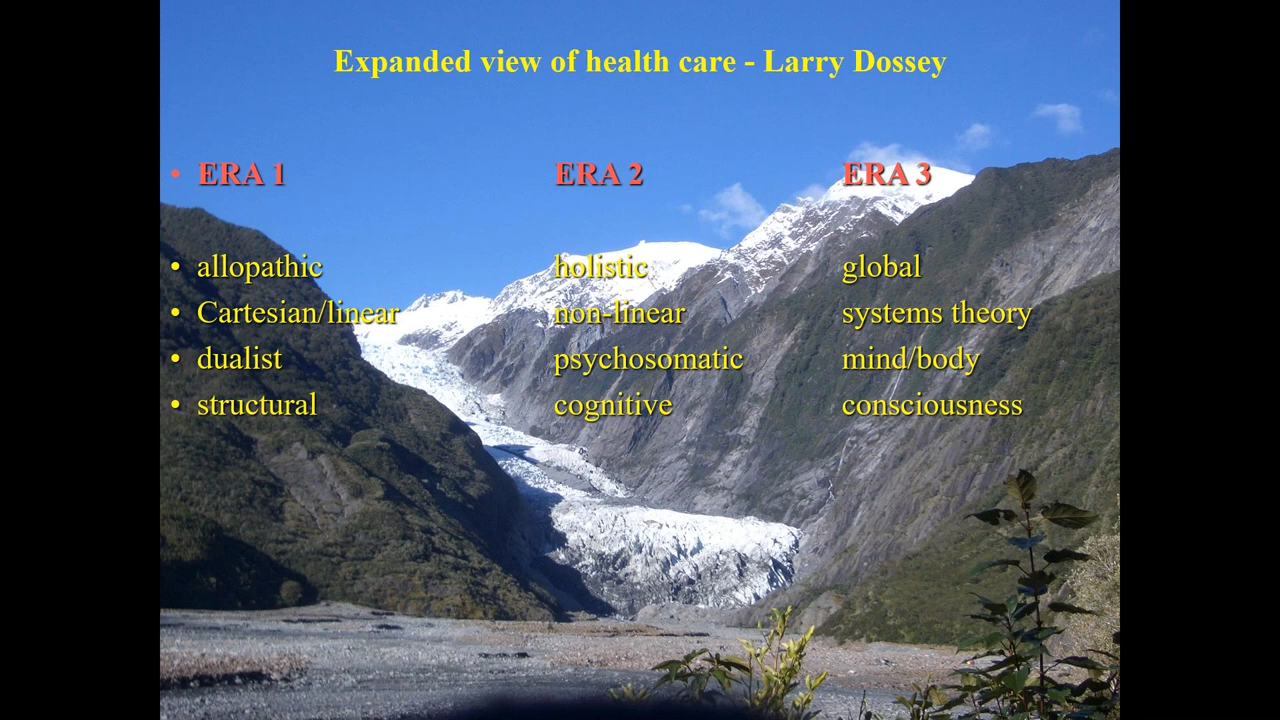 Expanded view of health care - Larry Dossey
• ERA 1 ERA 2 ERA 3
• allopathic holistic global
• Cartesian/linear non-linear systems theory
• dualist psychosomatic mind/body
• structural cognitive consciousness